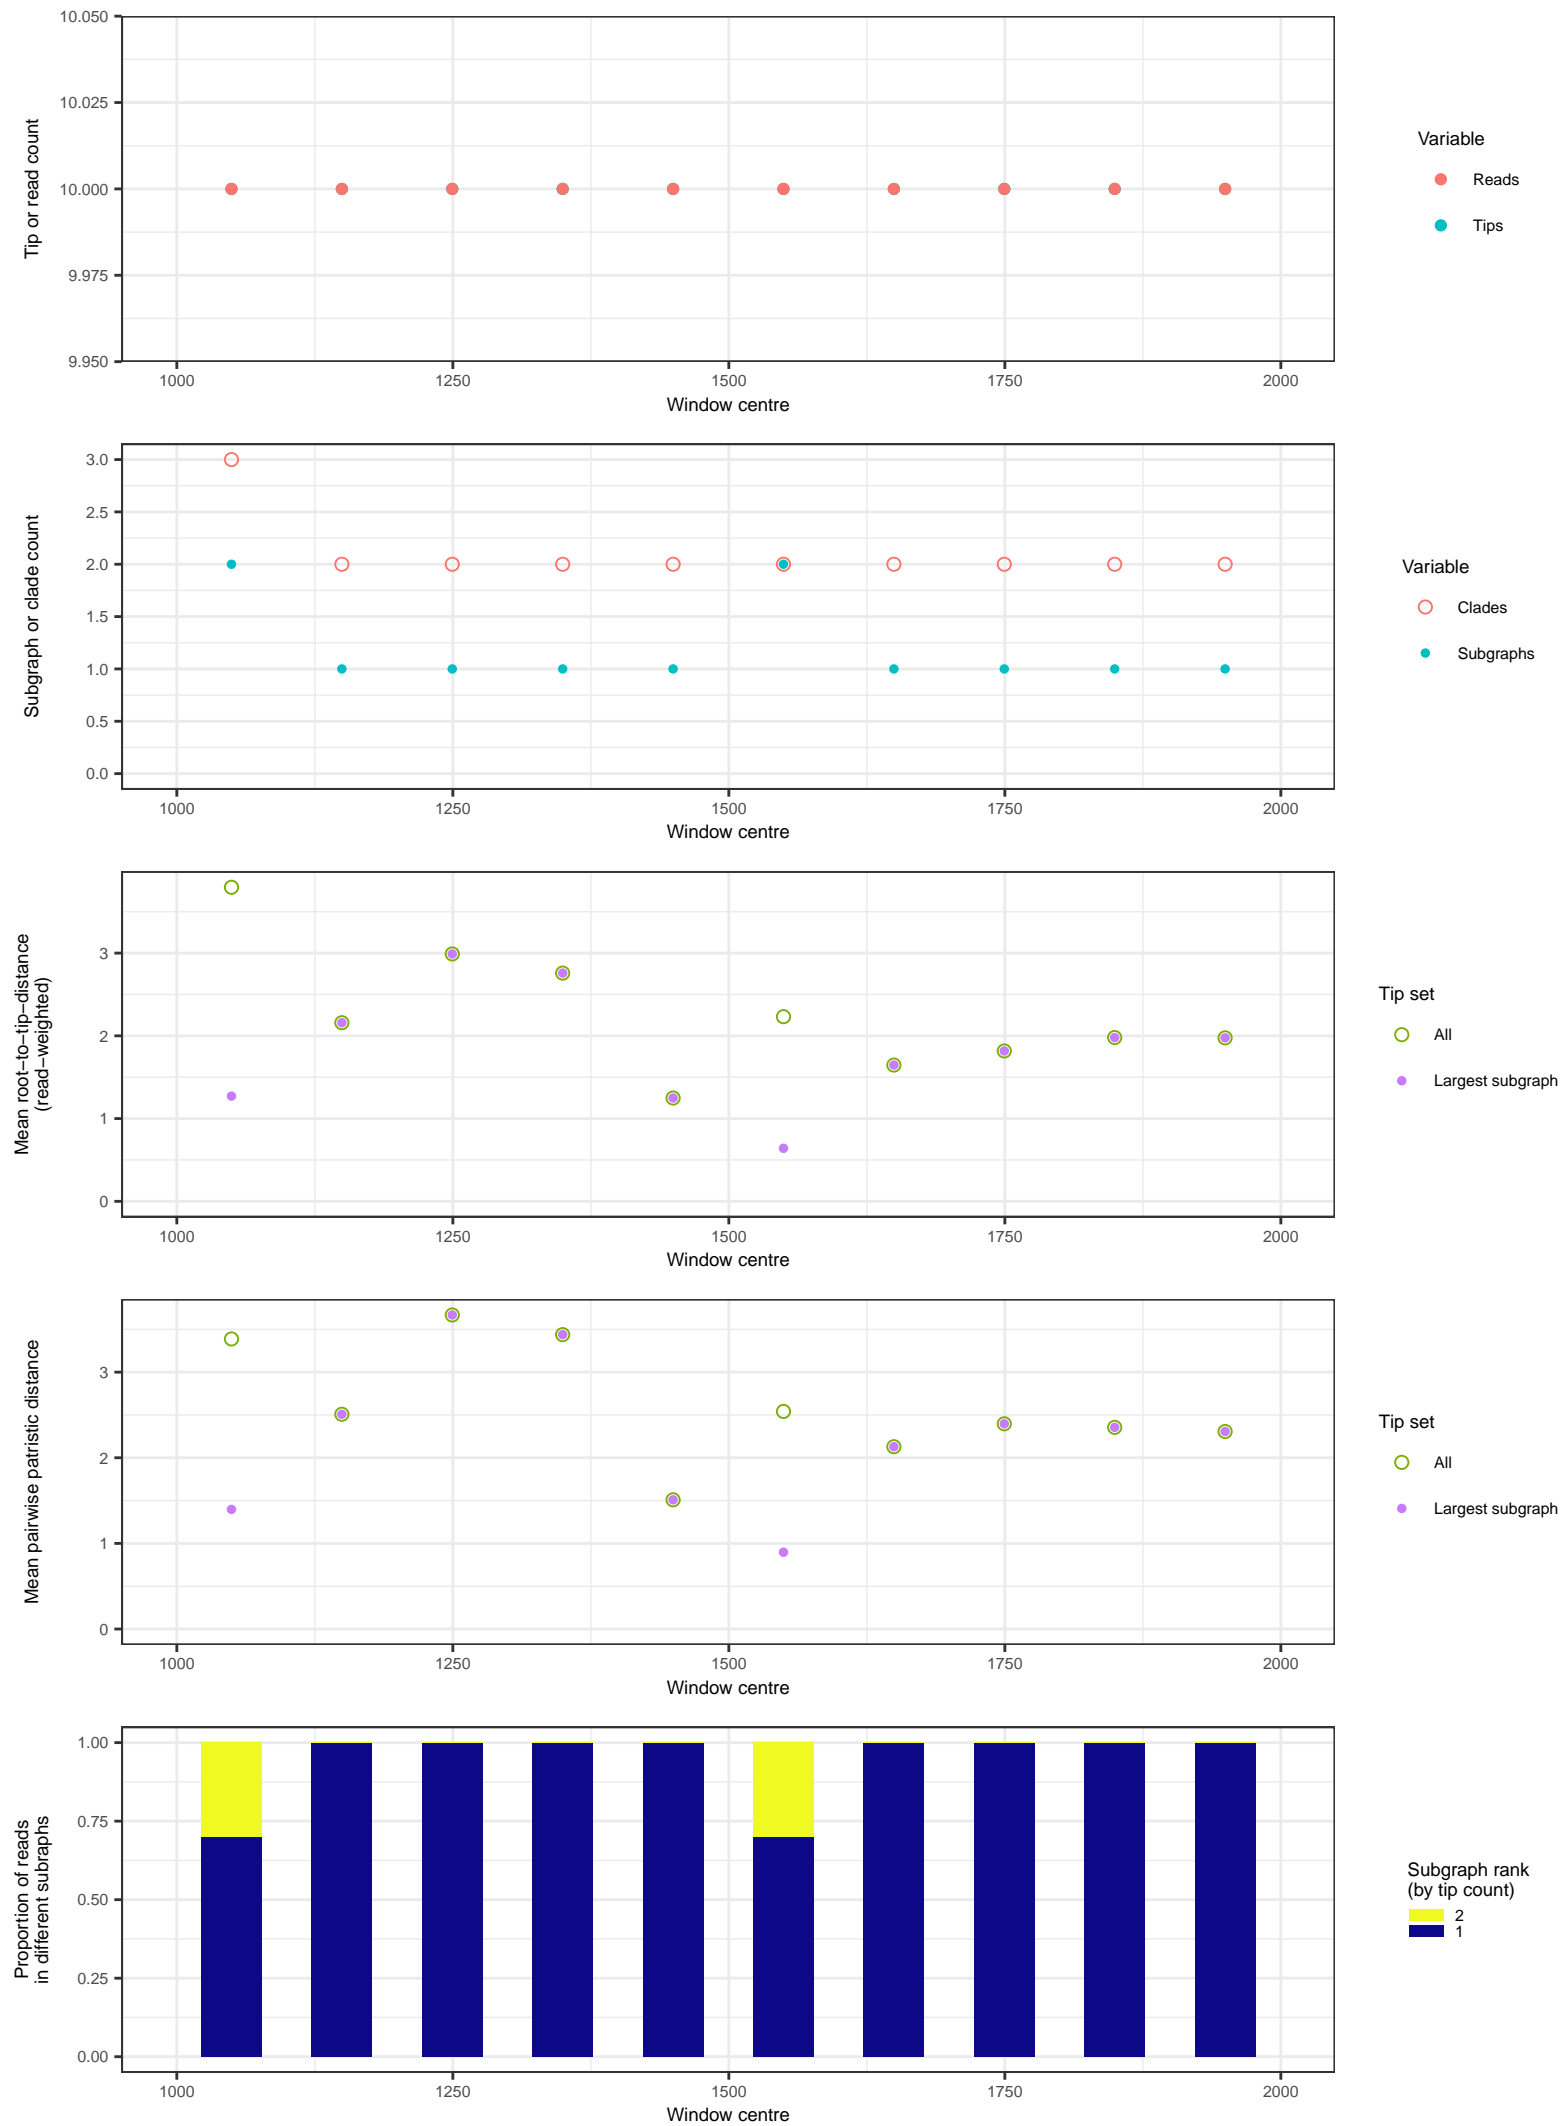 10.050
10.025
10.000
9.975
9.950
Tip or read count
1000 1250 1500 1750 2000
Window centre
Variable
Reads
Tips
3.0
2.5
2.0
1.5
1.0
0.5
0.0
Subgraph or clade count
1000 1250 1500 1750 2000
Window centre
Variable
Clades
Subgraphs
3
2
1
0
Mean root−to−tip−distance
(read−weighted)
1000 1250 1500 1750 2000
Window centre
Tip set
All
Largest subgraph
3
2
1
0
Mean pairwise patristic distance
1000 1250 1500 1750 2000
Window centre
Tip set
All
Largest subgraph
1.00
0.75
0.50
0.25
0.00
Proportion of reads
in different subraphs
1000 1250 1500 1750 2000
Window centre
Subgraph rank
(by tip count)
2
1